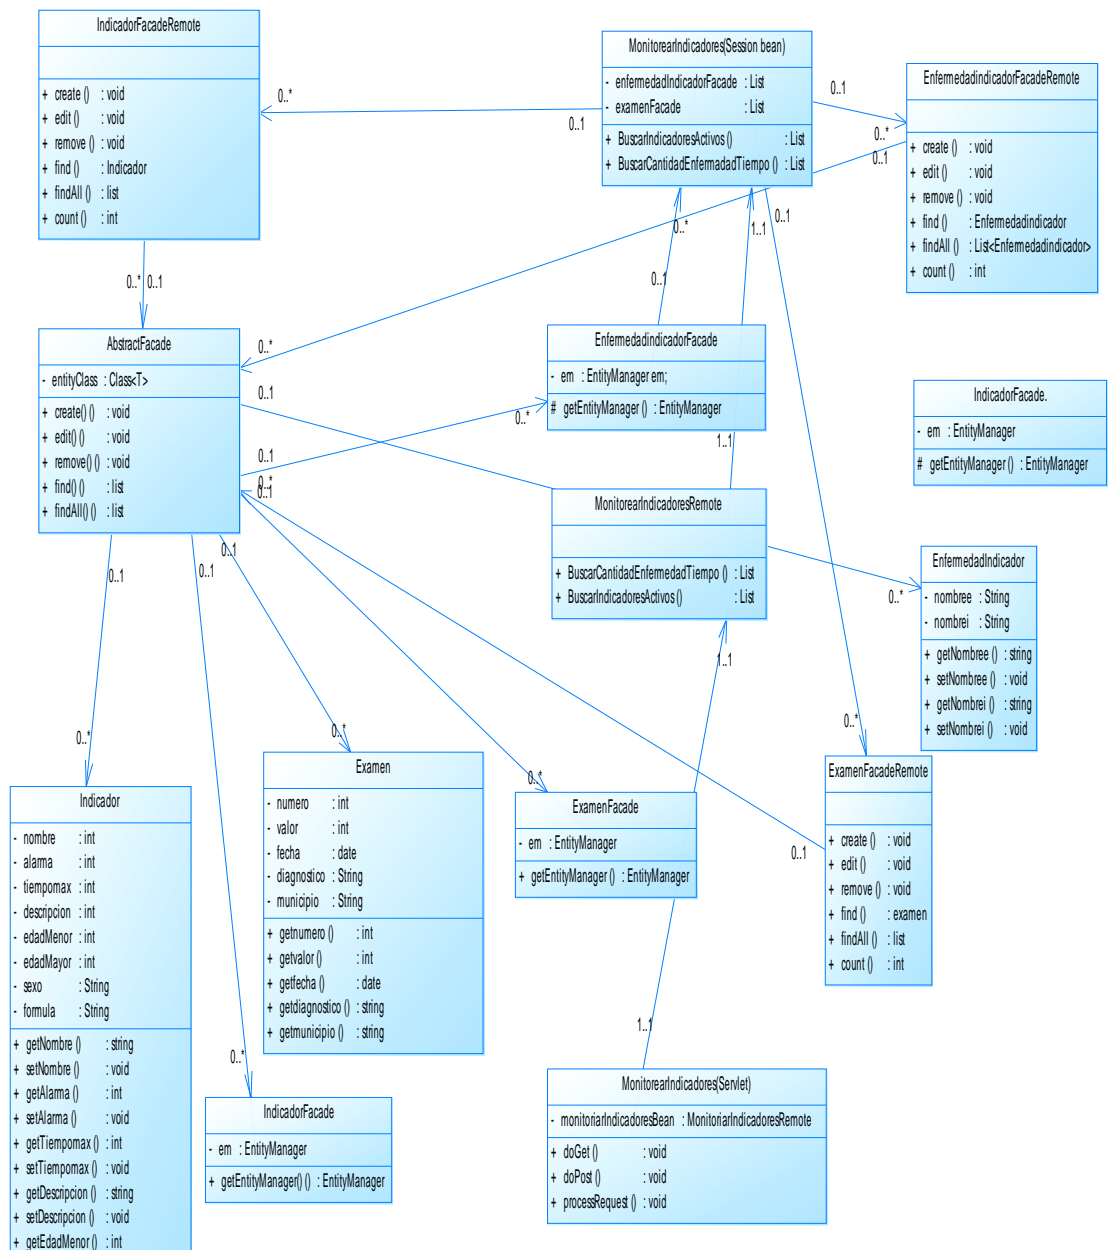 IndicadorFacadeRemote
+ create () : void
+ edit () : void
+ remove () : void
+ find () : Indicador
+ findAll () : list
+ count () : int
MonitorearIndicadores(Session bean)
- enfermedadIndicadorFacade : List
- examenFacade : List
+ BuscarIndicadoresActivos () : List
+ BuscarCantidadEnfermadadTiempo () : List
EnfermedadindicadorFacadeRemote
+ create () : void
+ edit () : void
+ remove () : void
+ find () : Enfermedadindicador
+ findAll () : List<Enfermedadindicador>
+ count () : int
0..*
0..1
0..1
0..*
0..1
0..*
1..1
0..1
0..* 0..1
0..1
AbstractFacade
- entityClass : Class<T>
+ create() () : void
+ edit() () : void
+ remove() () : void
+ find() () : list
+ findAll() () : list
0..*
0..1
0..1
0..*
0..1
0..*
EnfermedadindicadorFacade
- em : EntityManager em;
# getEntityManager () : EntityManager
1..1
IndicadorFacade.
- em : EntityManager
# getEntityManager () : EntityManager
MonitorearIndicadoresRemote
+ BuscarCantidadEnfermedadTiempo () : List
+ BuscarIndicadoresActivos () : List
EnfermedadIndicador
- nombree : String
- nombrei : String
+ getNombree () : string
+ setNombree () : void
+ getNombrei () : string
+ setNombrei () : void
0..*
0..1
0..1
0..1
1..1
0..*
0..*
0..*
0..*
0..1
Indicador
- nombre : int
- alarma : int
- tiempomax : int
- descripcion : int
- edadMenor : int
- edadMayor : int
- sexo : String
- formula : String
+ getNombre () : string
+ setNombre () : void
+ getAlarma () : int
+ setAlarma () : void
+ getTiempomax () : int
+ setTiempomax () : void
+ getDescripcion () : string
+ setDescripcion () : void
+ getEdadMenor () : int
Examen
- numero : int
- valor : int
- fecha : date
- diagnostico : String
- municipio : String
+ getnumero () : int
+ getvalor () : int
+ getfecha () : date
+ getdiagnostico () : string
+ getmunicipio () : string
ExamenFacade
- em : EntityManager
+ getEntityManager () : EntityManager
ExamenFacadeRemote
+ create () : void
+ edit () : void
+ remove () : void
+ find () : examen
+ findAll () : list
+ count () : int
1..1
0..*
IndicadorFacade
- em : EntityManager
+ getEntityManager() () : EntityManager
MonitorearIndicadores(Servlet)
- monitoriarIndicadoresBean : MonitoriarIndicadoresRemote
+ doGet () : void
+ doPost () : void
+ processRequest () : void